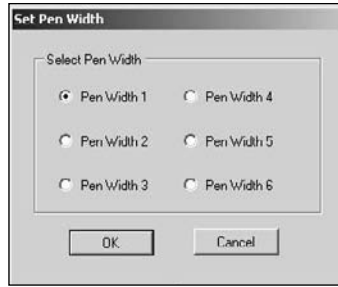 Set Pen Width
Select Pen Width
Pen Width 1 Pen Width 4
Pen Width 2 Pen Width 5
Pen Width 3 Pen Width 6
OK Cancel